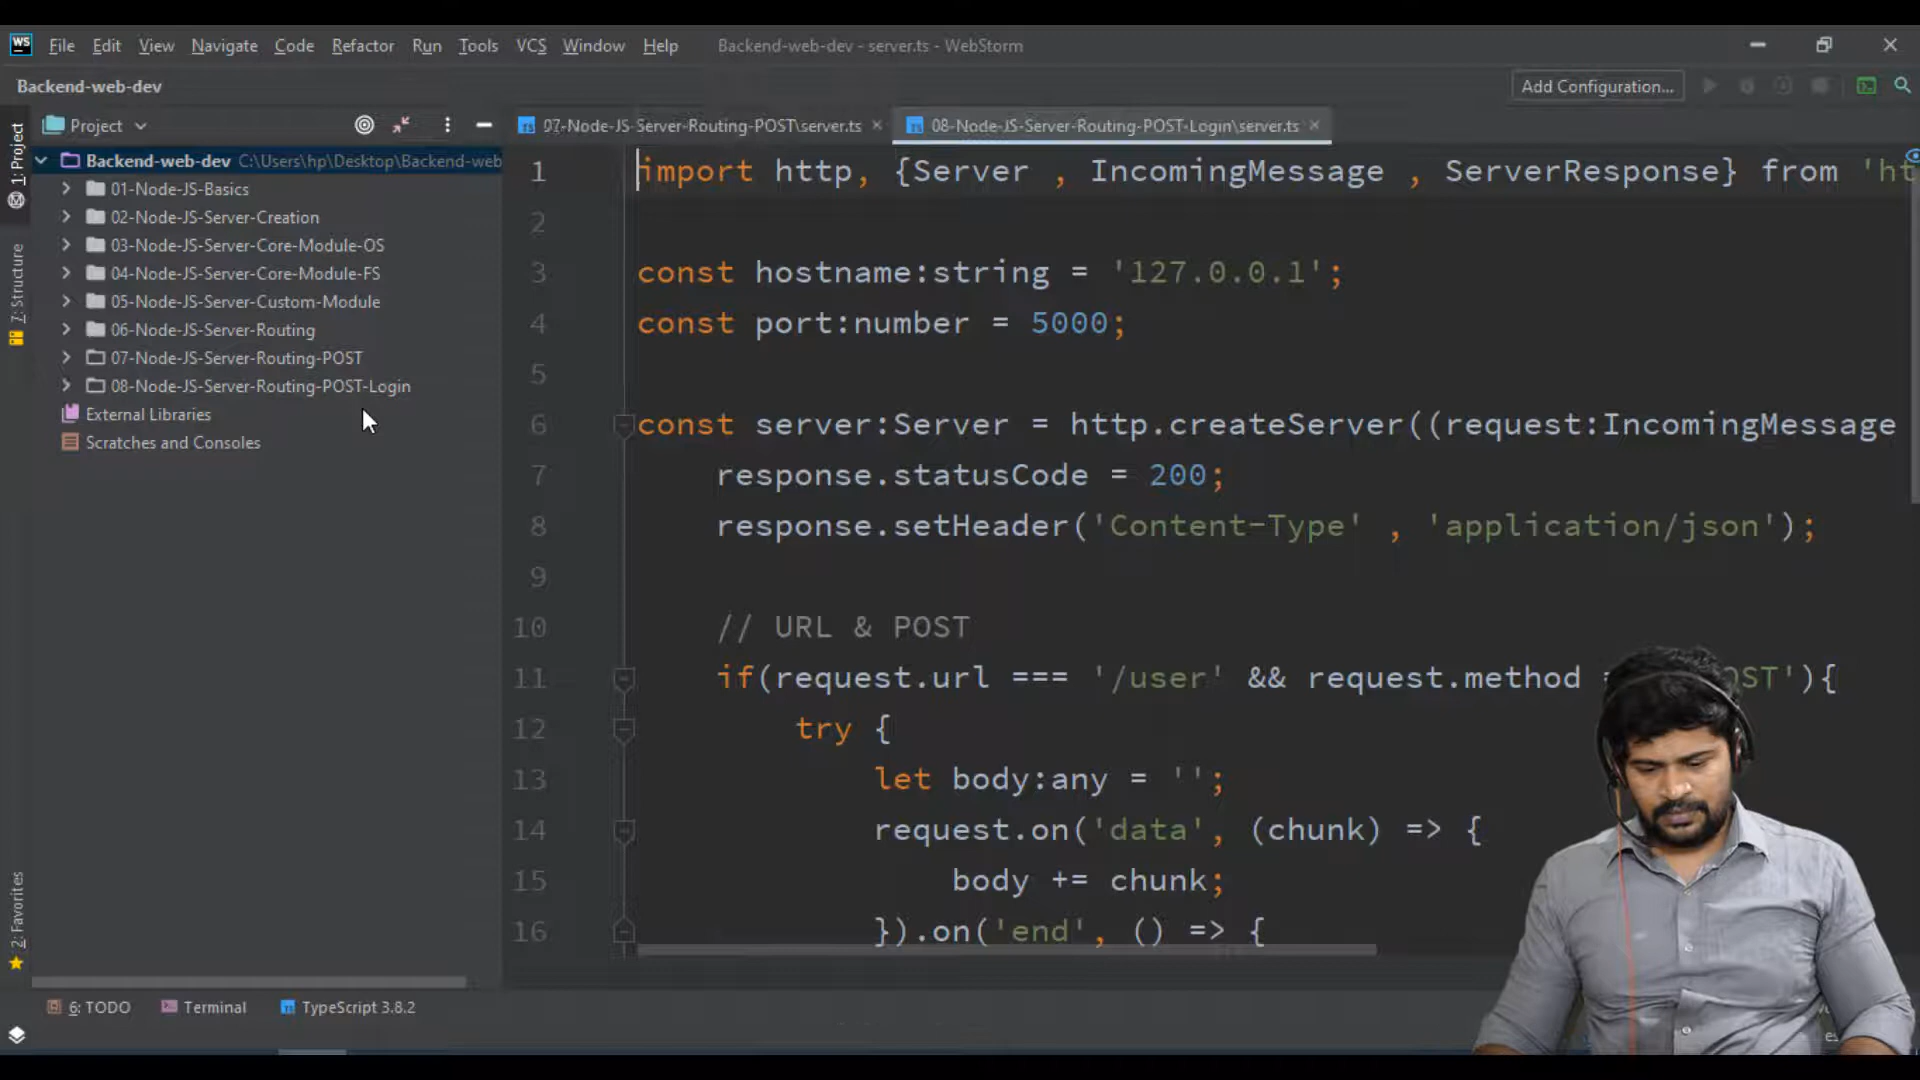 WS File Edit View Navigate Code Refactor Run Tools VCS Window Help Backend-web-dev - server.ts - WebStorm
Backend-web-dev Add Configuration...
1: Project
7: Structure
2: Favorites
Project
Backend-web-dev C:\Users\hp\Desktop\Backend-web
01-Node-JS-Basics
02-Node-JS-Server-Creation
03-Node-JS-Server-Core-Module-OS
04-Node-JS-Server-Core-Module-FS
05-Node-JS-Server-Custom-Module
06-Node-JS-Server-Routing
07-Node-JS-Server-Routing-POST
08-Node-JS-Server-Routing-POST-Login
External Libraries
Scratches and Consoles
07-Node-JS-Server-Routing-POST\server.ts 08-Node-JS-Server-Routing-POST-Login\server.ts
1 import http, {Server , IncomingMessage , ServerResponse} from 'ht
2
3 const hostname:string = '127.0.0.1';
4 const port:number = 5000;
5
6 const server:Server = http.createServer((request:IncomingMessage
7 response.statusCode = 200;
8 response.setHeader('Content-Type' , 'application/json');
9
10 // URL & POST
11 if(request.url === '/user' && request.method OST'){
12 try {
13 let body:any = '';
14 request.on('data', (chunk) => {
15 body += chunk;
16 }).on('end', () => {
6: TODO Terminal TypeScript 3.8.2